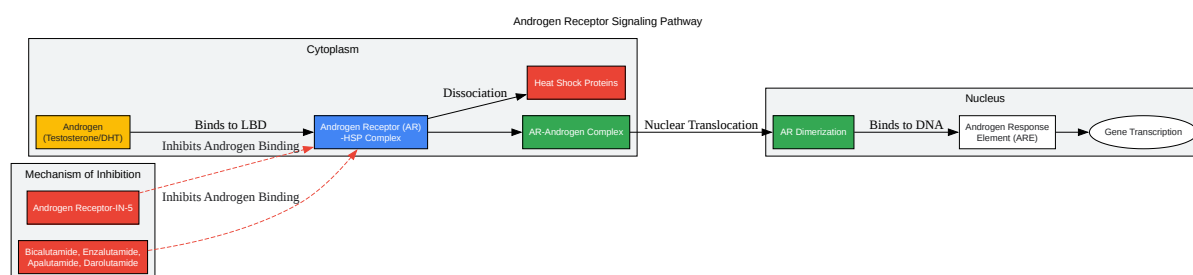 Androgen Receptor Signaling Pathway
Cytoplasm
Heat Shock Proteins
Dissociation
Androgen
(Testosterone/DHT)
Binds to LBD
Androgen Receptor (AR)
-HSP Complex
AR-Androgen Complex
Nuclear Translocation
Nucleus
AR Dimerization
Binds to DNA
Androgen Response
Element (ARE)
Gene Transcription
Inhibits Androgen Binding
Mechanism of Inhibition
Androgen Receptor-IN-5
Inhibits Androgen Binding
Bicalutamide, Enzalutamide,
Apalutamide, Darolutamide